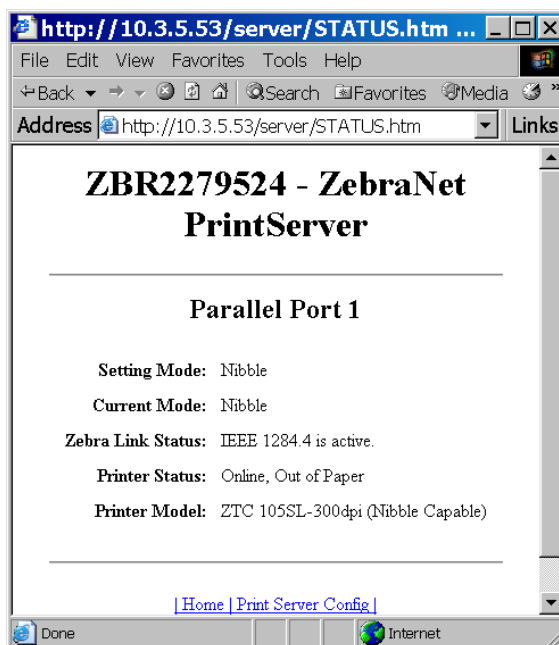 http://10.3.5.53/server/STATUS.htm ...
File Edit View Favorites Tools Help
Back Search Favorites Media »
Address http://10.3.5.53/server/STATUS.htm Links
ZBR2279524 - ZebraNet
PrintServer
Parallel Port 1
Setting Mode: Nibble
Current Mode: Nibble
Zebra Link Status: IEEE 1284.4 is active.
Printer Status: Online, Out of Paper
Printer Model: ZTC 105SL-300dpi (Nibble Capable)
| Home | Print Server Config |
Done Internet